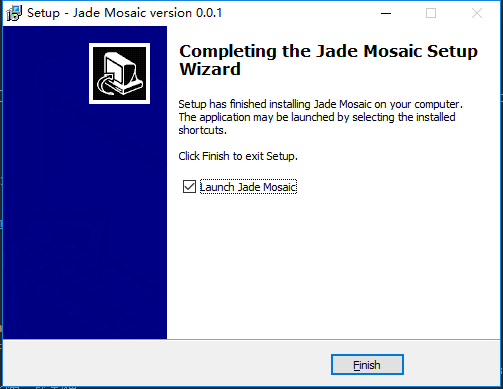 Setup - Jade Mosaic version 0.0.1
Completing the Jade Mosaic Setup
Wizard
Setup has finished installing Jade Mosaic on your computer.
The application may be launched by selecting the installed
shortcuts.
Click Finish to exit Setup.
Launch Jade Mosaic
Finish